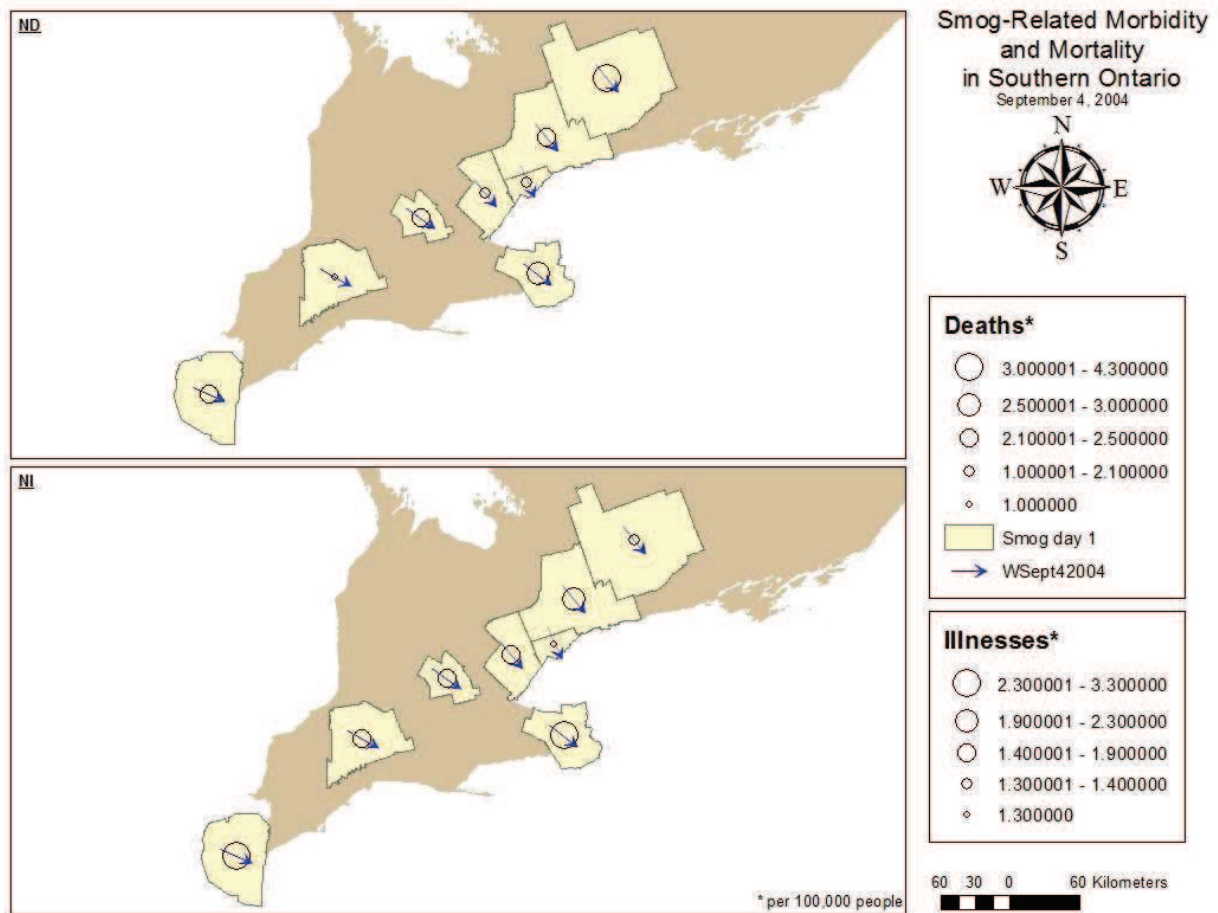 ND
Smog-Related Morbidity
and Mortality
in Southern Ontario
September 4, 2004
N
W E
S
Deaths*
3.000001 - 4.300000
2.500001 - 3.000000
2.100001 - 2.500000
1.000001 - 2.100000
1.000000
Smog day 1
WSept42004
NI
* per 100,000 people
Illnesses*
2.300001 - 3.300000
1.900001 - 2.300000
1.400001 - 1.900000
1.300001 - 1.400000
1.300000
60 30 0 60 Kilometers